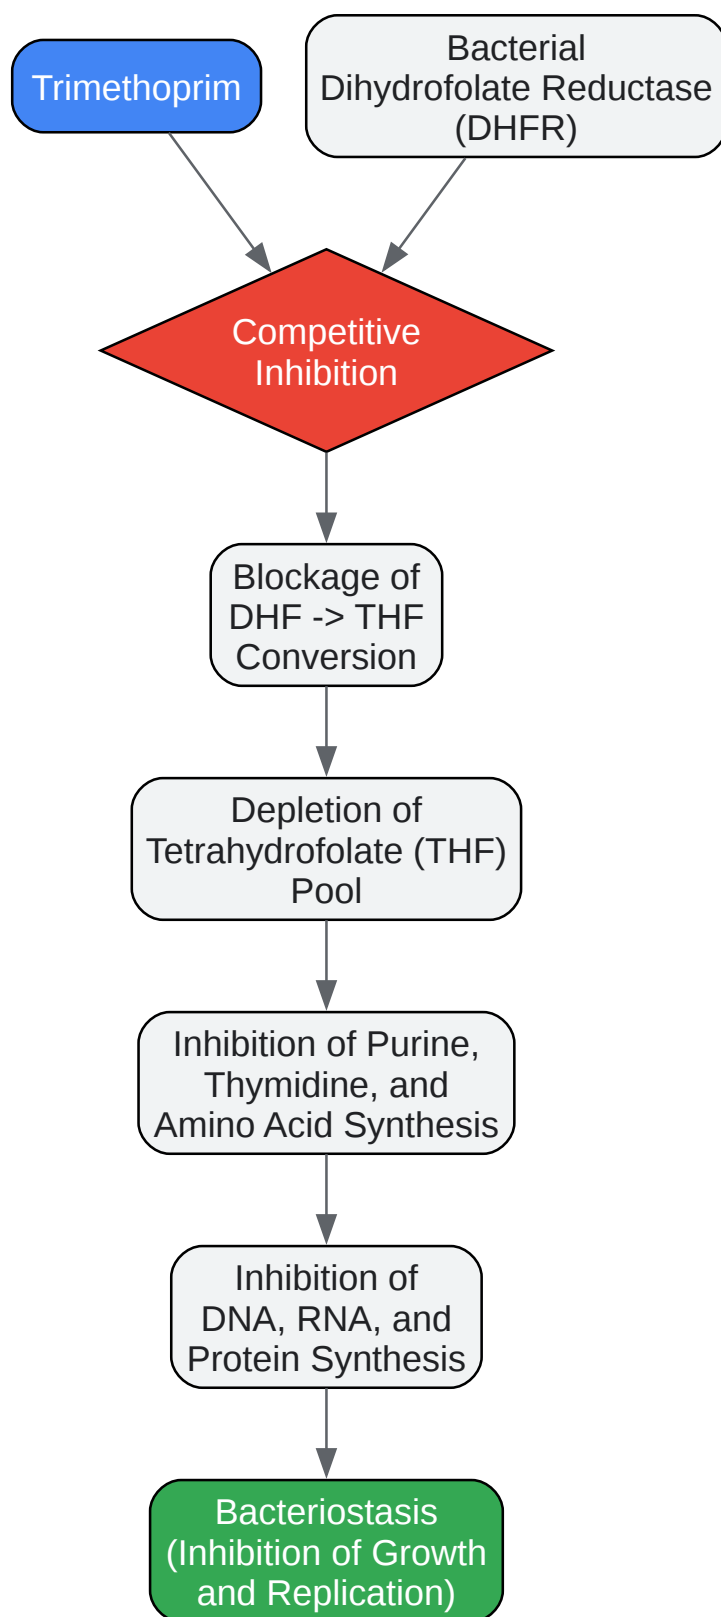 Trimethoprim
Bacterial
Dihydrofolate Reductase
(DHFR)
Competitive
Inhibition
Blockage of
DHF -> THF
Conversion
Depletion of
Tetrahydrofolate (THF)
Pool
Inhibition of Purine,
Thymidine, and
Amino Acid Synthesis
Inhibition of
DNA, RNA, and
Protein Synthesis
Bacteriostasis
(Inhibition of Growth
and Replication)